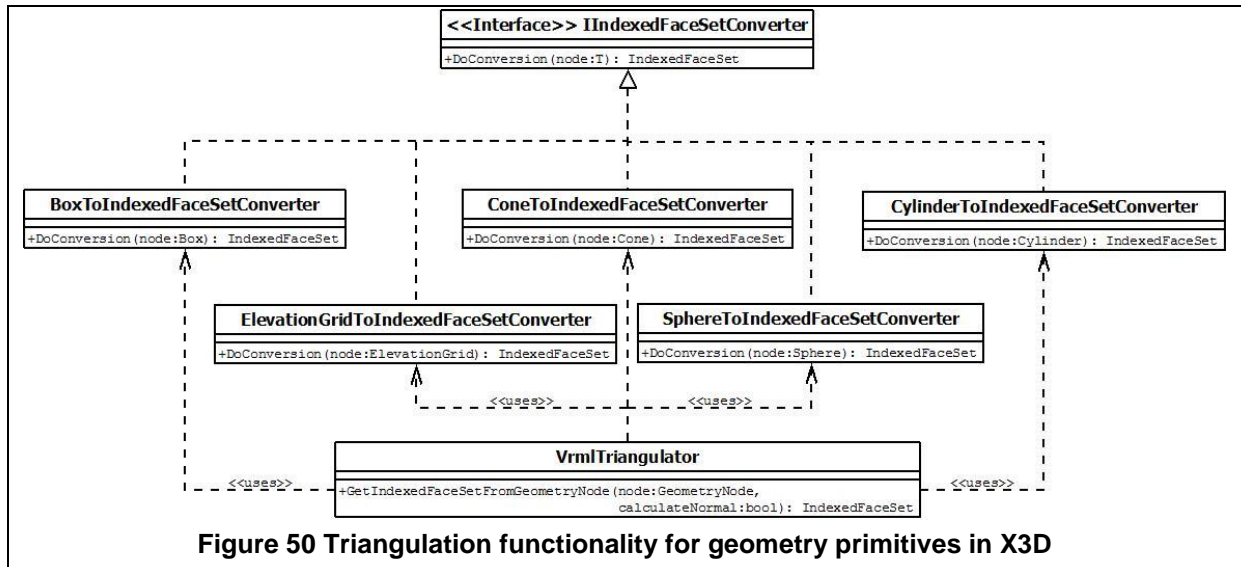 <<Interface>> IIndexedFaceSetConverter
+DoConversion(node:T): IndexedFaceSet
BoxToIndexedFaceSetConverter
+DoConversion(node:Box): IndexedFaceSet
ConeToIndexedFaceSetConverter
+DoConversion(node:Cone): IndexedFaceSet
CylinderToIndexedFaceSetConverter
+DoConversion(node:Cylinder): IndexedFaceSet
ElevationGridToIndexedFaceSetConverter
+DoConversion(node:ElevationGrid): IndexedFaceSet
SphereToIndexedFaceSetConverter
+DoConversion(node:Sphere): IndexedFaceSet
<<uses>>
<<uses>>
VrmlTriangulator
<<uses>>
+GetIndexedFaceSetFromGeometryNode(node:GeometryNode,
calculateNormal:bool): IndexedFaceSet
<<uses>>
Figure 50 Triangulation functionality for geometry primitives in X3D